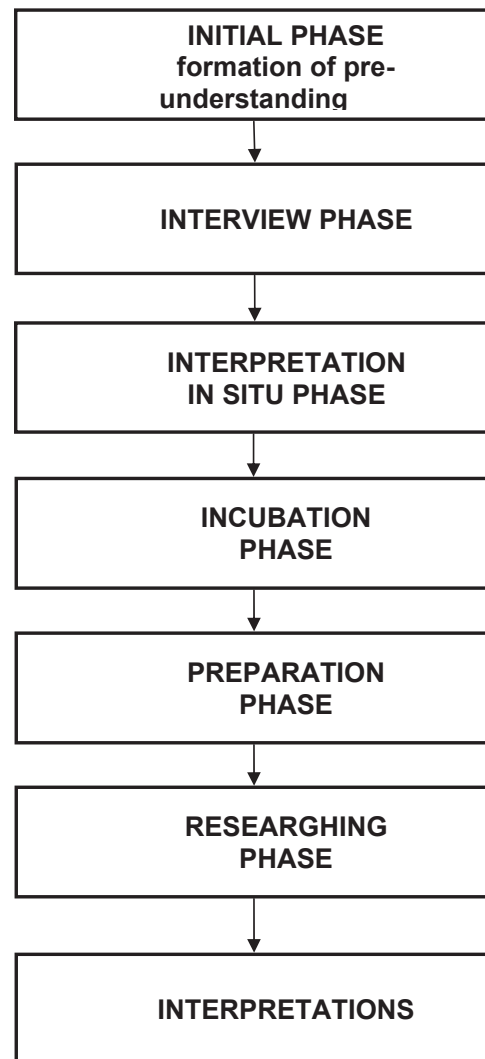 INITIAL PHASE
formation of pre-
understanding
INTERVIEW PHASE
INTERPRETATION
IN SITU PHASE
INCUBATION
PHASE
PREPARATION
PHASE
RESEARGHING
PHASE
INTERPRETATIONS